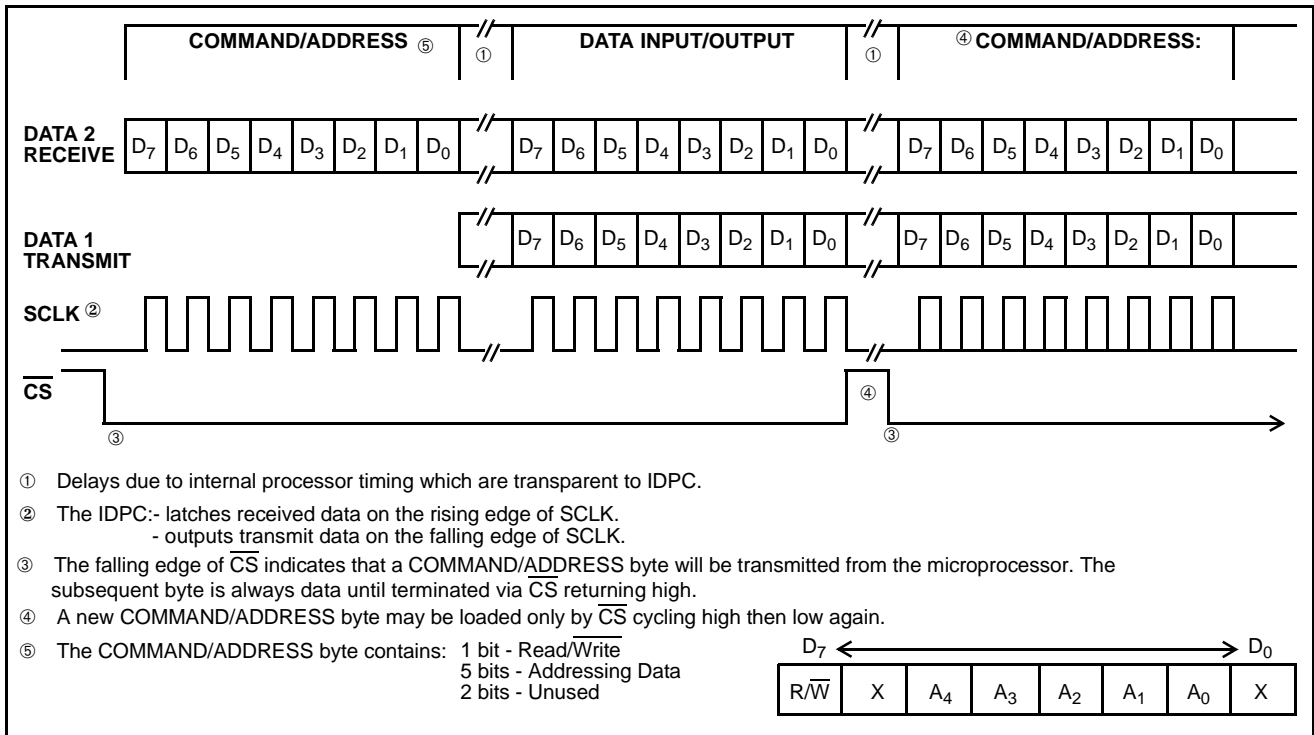 COMMAND/ADDRESS ⑤ ① DATA INPUT/OUTPUT ① ④ COMMAND/ADDRESS:
DATA 2
RECEIVE
D7 D6 D5 D4 D3 D2 D1 D0 D7 D6 D5 D4 D3 D2 D1 D0 D7 D6 D5 D4 D3 D2 D1 D0
DATA 1
TRANSMIT
D7 D6 D5 D4 D3 D2 D1 D0 D7 D6 D5 D4 D3 D2 D1 D0
SCLK ②
C̅S̅ ④
③ ③
① Delays due to internal processor timing which are transparent to IDPC.
② The IDPC:- latches received data on the rising edge of SCLK.
- outputs transmit data on the falling edge of SCLK.
③ The falling edge of C̅S̅ indicates that a COMMAND/ADDRESS byte will be transmitted from the microprocessor. The
subsequent byte is always data until terminated via C̅S̅ returning high.
④ A new COMMAND/ADDRESS byte may be loaded only by C̅S̅ cycling high then low again.
⑤ The COMMAND/ADDRESS byte contains: 1 bit - Read/W̅r̅i̅t̅e̅
5 bits - Addressing Data
2 bits - Unused
D7 D0
R/W̅ X A4 A3 A2 A1 A0 X